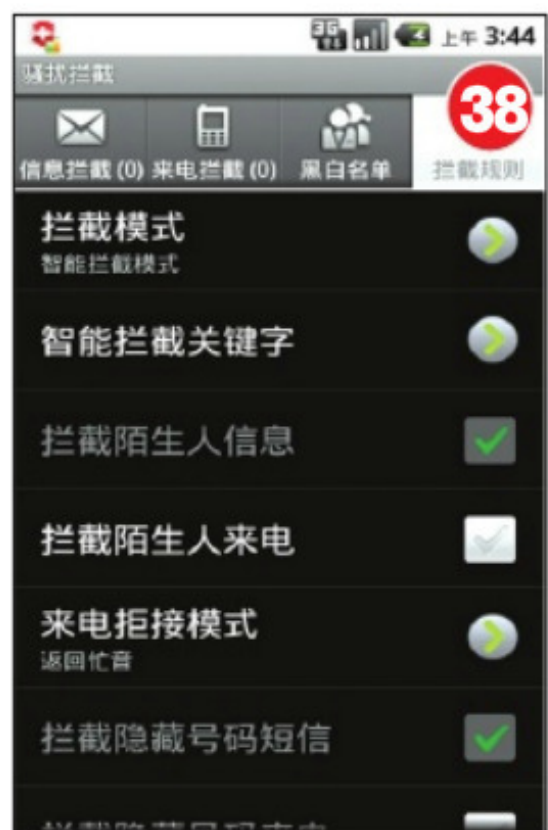 3G
上午 3:44
骚扰拦截
38
信息拦截 (0) 来电拦截 (0) 黑白名单 拦截规则
拦截模式
智能拦截模式
智能拦截关键字
拦截陌生人信息
拦截陌生人来电
来电拒接模式
返回忙音
拦截隐藏号码短信